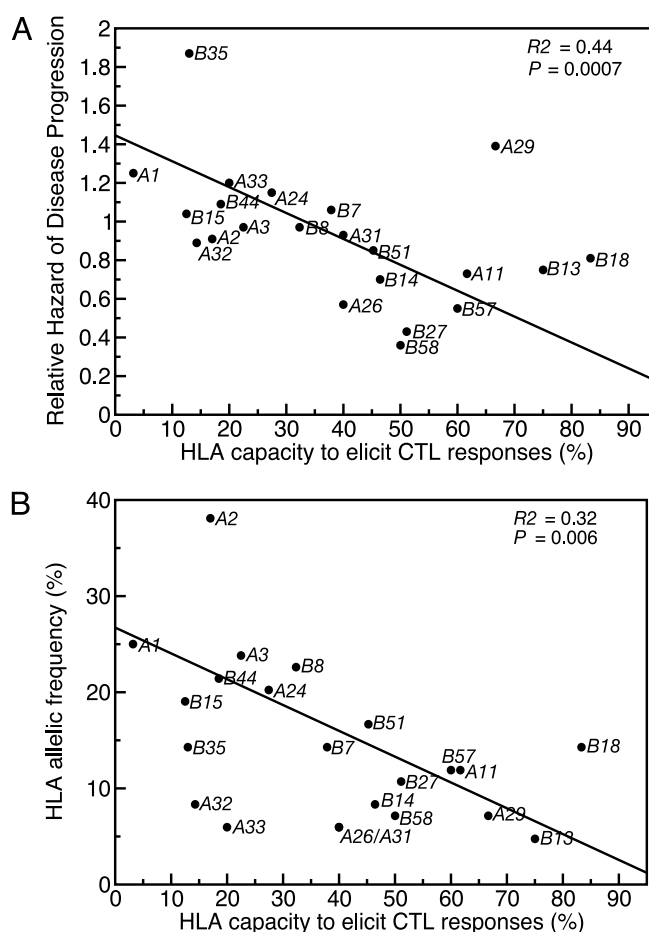 A
R2 = 0.44
P = 0.0007
Relative Hazard of Disease Progression
2
1.8
1.6
1.4
1.2
1
0.8
0.6
0.4
0.2
0
B35
A29
A1
A33
A24
B44
B7
B15
A3
B8
A31
A2
A32
B51
B14
A11
B13
B18
A26
B57
B27
B58
0 10 20 30 40 50 60 70 80 90
HLA capacity to elicit CTL responses (%)
B
R2 = 0.32
P = 0.006
HLA allelic frequency (%)
40
30
20
10
0
A2
A1
A3
B8
B44
A24
B15
B51
B35
B7
B18
B57
A11
B27
A32
B14
B58
A29
A33
A26/A31
B13
0 10 20 30 40 50 60 70 80 90
HLA capacity to elicit CTL responses (%)